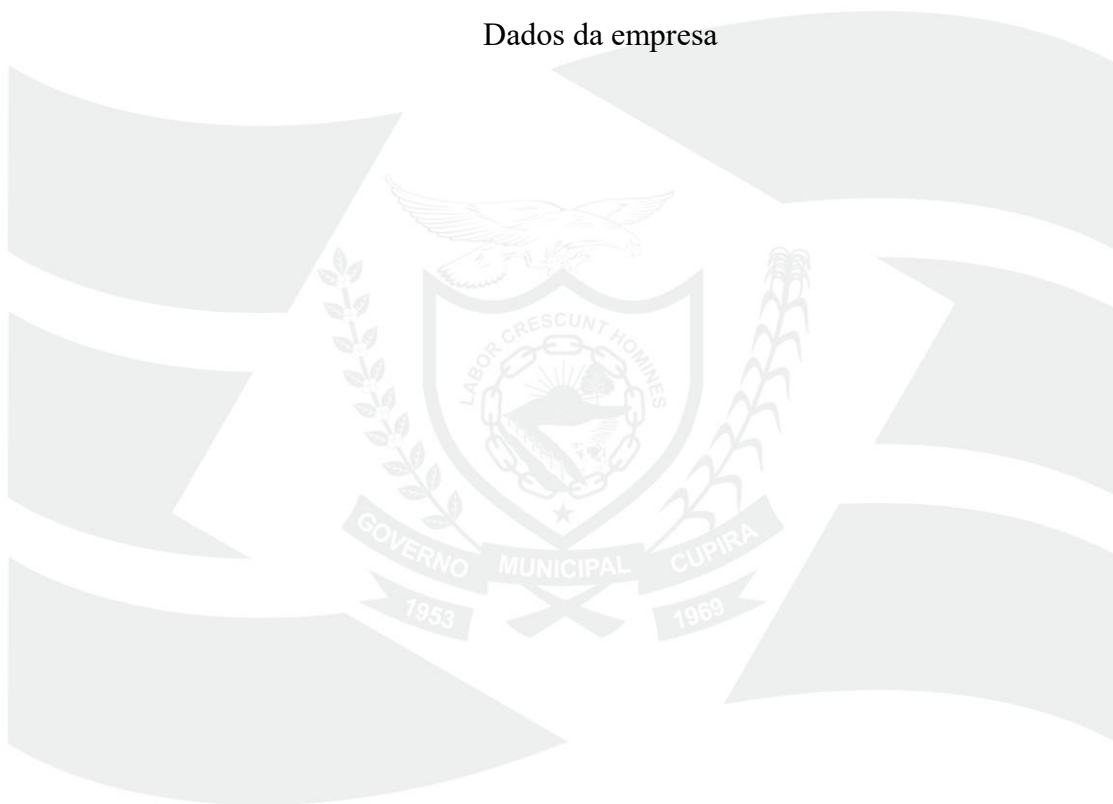 Dados da empresa
LABOR CRESCUNT HOMINES
GOVERNO MUNICIPAL CUPIRA
1953 1969